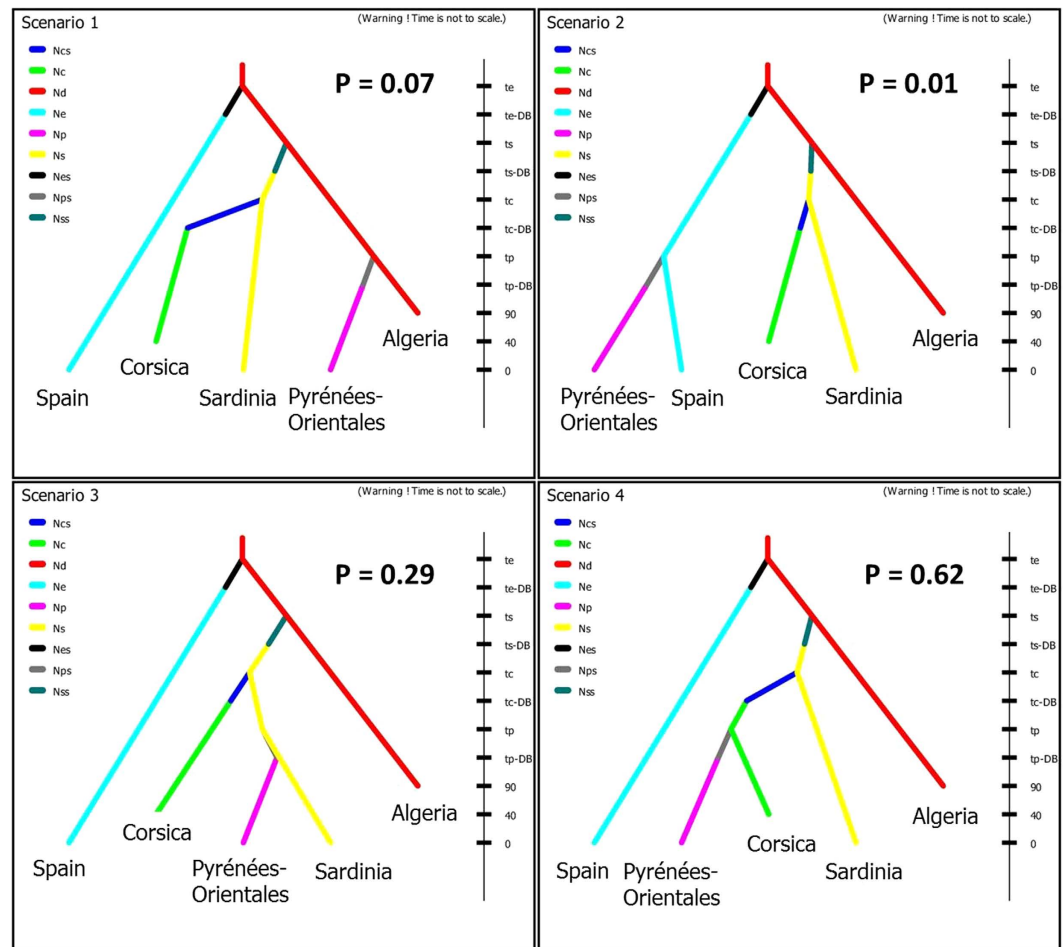 Scenario 1
(Warning ! Time is not to scale.)
Ncs
Nc
Nd
Ne
Np
Ns
Nes
Nps
Nss
P = 0.07
te
te-DB
ts
ts-DB
tc
tc-DB
tp
tp-DB
90
40
0
Algeria
Corsica
Spain
Sardinia
Pyrénées-
Orientales
Scenario 2
(Warning ! Time is not to scale.)
Ncs
Nc
Nd
Ne
Np
Ns
Nes
Nps
Nss
P = 0.01
te
te-DB
ts
ts-DB
tc
tc-DB
tp
tp-DB
90
40
0
Algeria
Corsica
Pyrénées-
Orientales
Spain
Sardinia
Scenario 3
(Warning ! Time is not to scale.)
Ncs
Nc
Nd
Ne
Np
Ns
Nes
Nps
Nss
P = 0.29
te
te-DB
ts
ts-DB
tc
tc-DB
tp
tp-DB
90
40
0
Algeria
Corsica
Spain
Pyrénées-
Orientales
Sardinia
Scenario 4
(Warning ! Time is not to scale.)
Ncs
Nc
Nd
Ne
Np
Ns
Nes
Nps
Nss
P = 0.62
te
te-DB
ts
ts-DB
tc
tc-DB
tp
tp-DB
90
40
0
Algeria
Corsica
Spain
Pyrénées-
Orientales
Sardinia